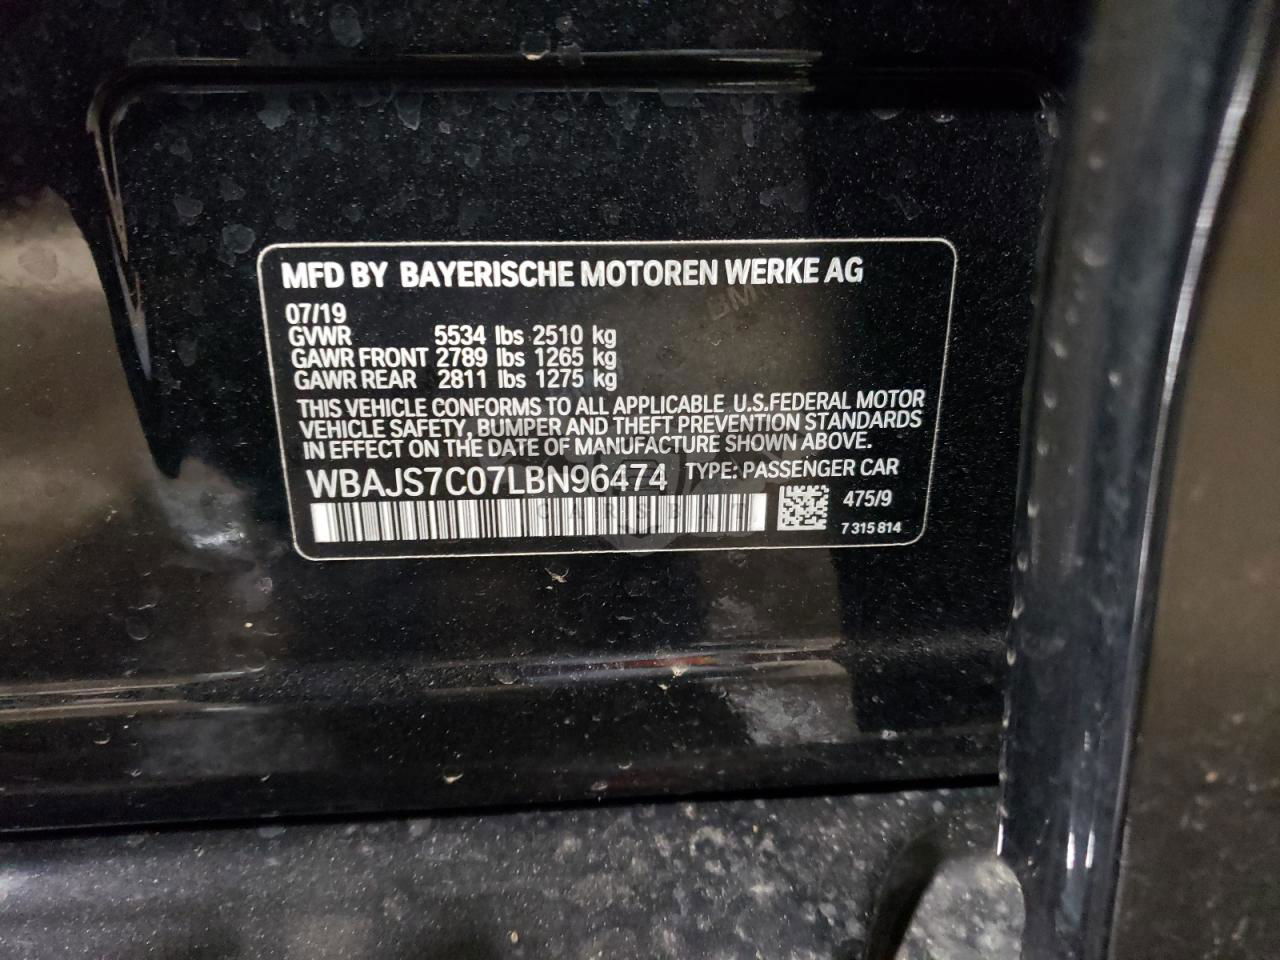 MFD BY BAYERISCHE MOTOREN WERKE AG
07/19
GVWR 5534 lbs 2510 kg
GAWR FRONT 2789 lbs 1265 kg
GAWR REAR 2811 lbs 1275 kg
THIS VEHICLE CONFORMS TO ALL APPLICABLE U.S.FEDERAL MOTOR
VEHICLE SAFETY, BUMPER AND THEFT PREVENTION STANDARDS
IN EFFECT ON THE DATE OF MANUFACTURE SHOWN ABOVE.
WBAJS7C07LBN96474 TYPE: PASSENGER CAR
475/9
7 315 814